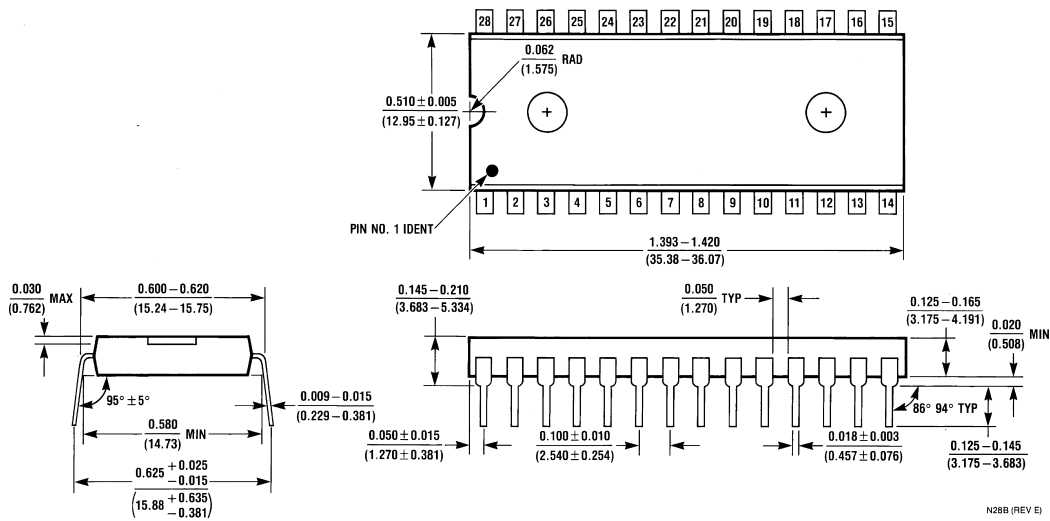 28 27 26 25 24 23 22 21 20 19 18 17 16 15
0.062
(1.575) RAD
0.510 ± 0.005
(12.95 ± 0.127)
1 2 3 4 5 6 7 8 9 10 11 12 13 14
PIN NO. 1 IDENT
1.393 – 1.420
(35.38 – 36.07)
0.030
(0.762) MAX
0.600 – 0.620
(15.24 – 15.75)
95° ± 5°
0.009 – 0.015
(0.229 – 0.381)
0.580
(14.73) MIN
0.625 + 0.025
– 0.015
(15.88 + 0.635
– 0.381)
0.145 – 0.210
(3.683 – 5.334)
0.050
(1.270) TYP
0.125 – 0.165
(3.175 – 4.191)
0.020
(0.508) MIN
86° 94° TYP
0.050 ± 0.015
(1.270 ± 0.381)
0.100 ± 0.010
(2.540 ± 0.254)
0.018 ± 0.003
(0.457 ± 0.076)
0.125 – 0.145
(3.175 – 3.683)
N28B (REV E)